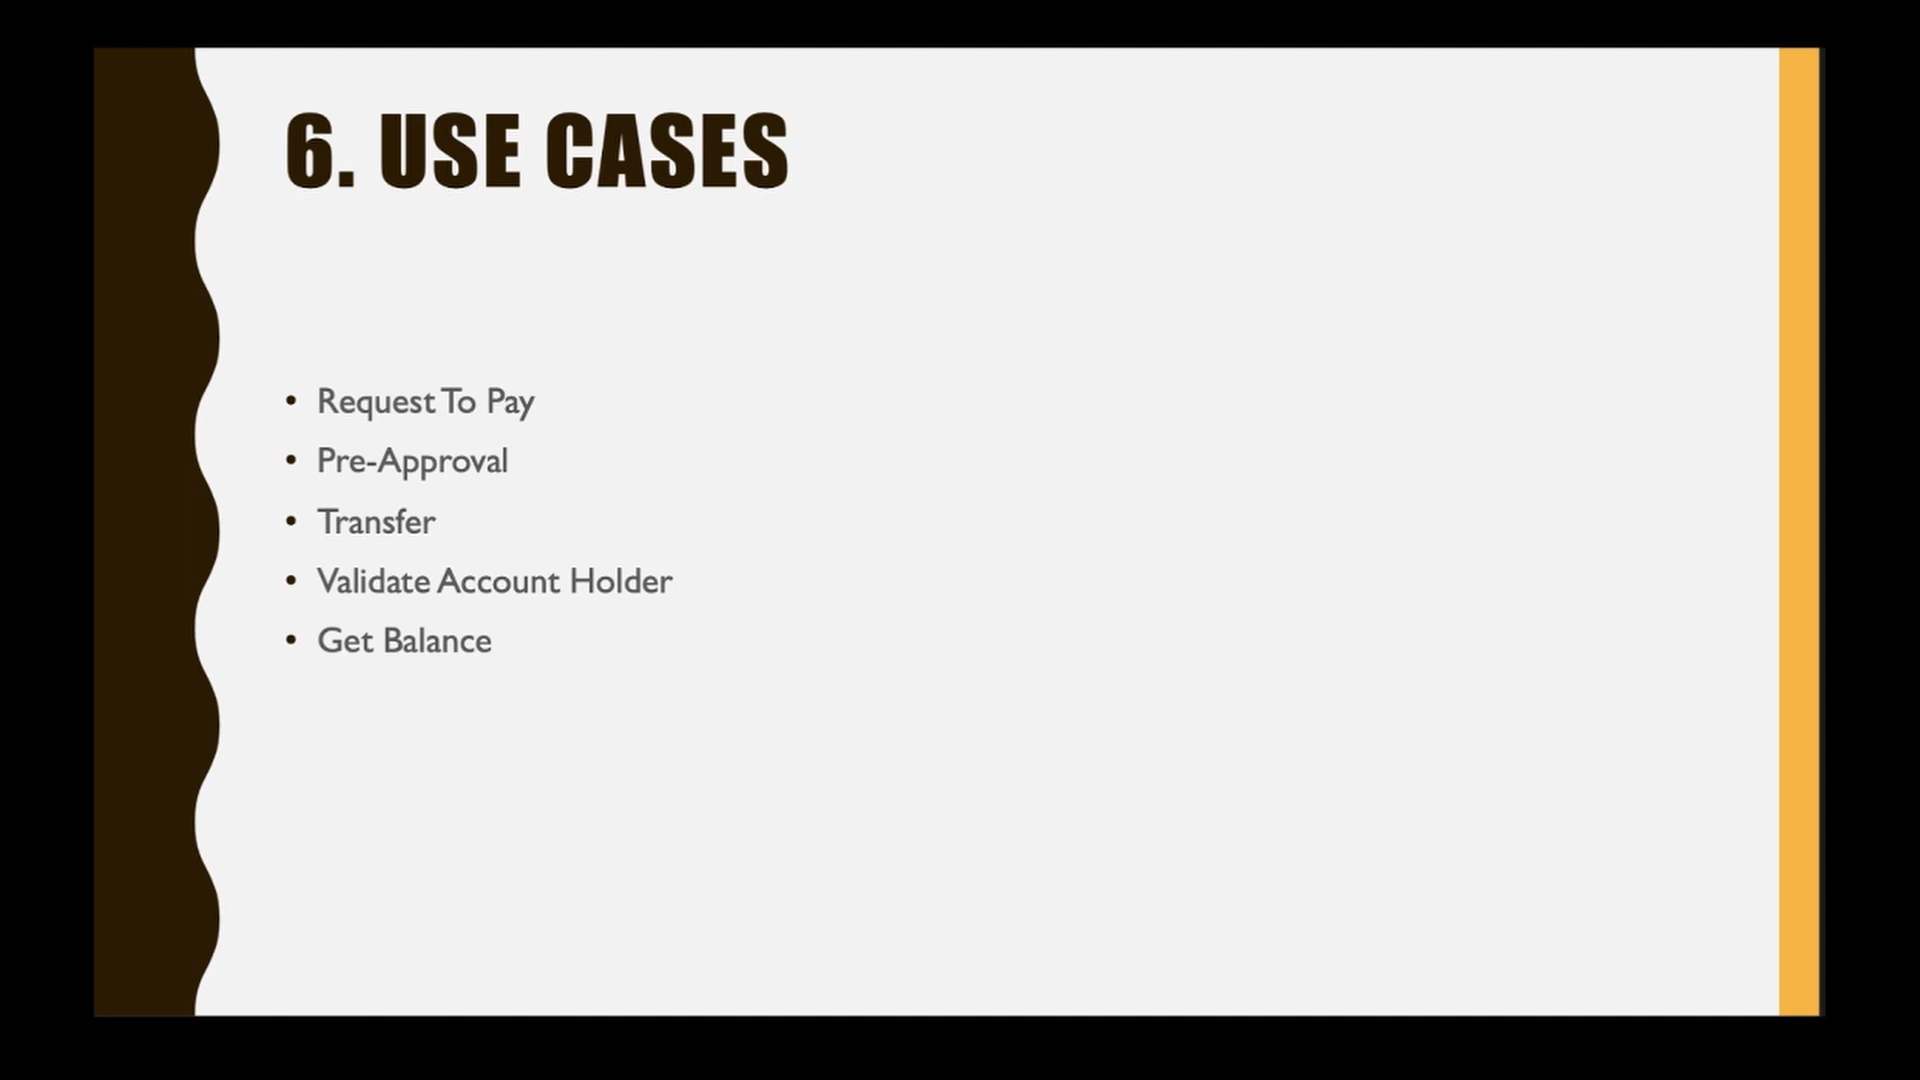 6. USE CASES
• Request To Pay
• Pre-Approval
• Transfer
• Validate Account Holder
• Get Balance